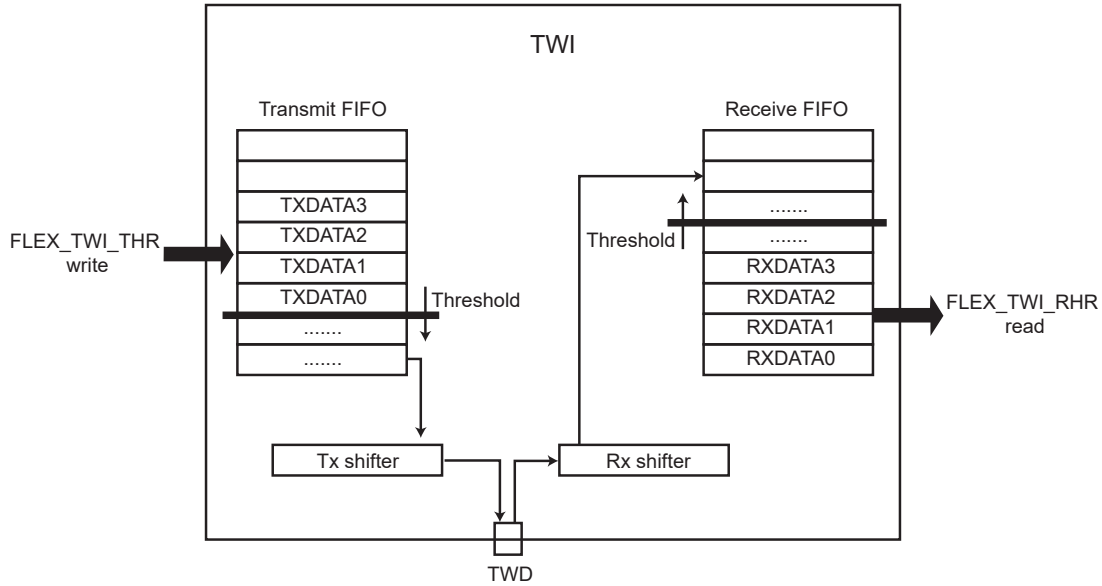 TWI
Transmit FIFO
TXDATA3
TXDATA2
TXDATA1
TXDATA0
.......
.......
FLEX_TWI_THR
write
Threshold
Receive FIFO
.......
.......
RXDATA3
RXDATA2
RXDATA1
RXDATA0
Threshold
FLEX_TWI_RHR
read
Tx shifter
Rx shifter
TWD